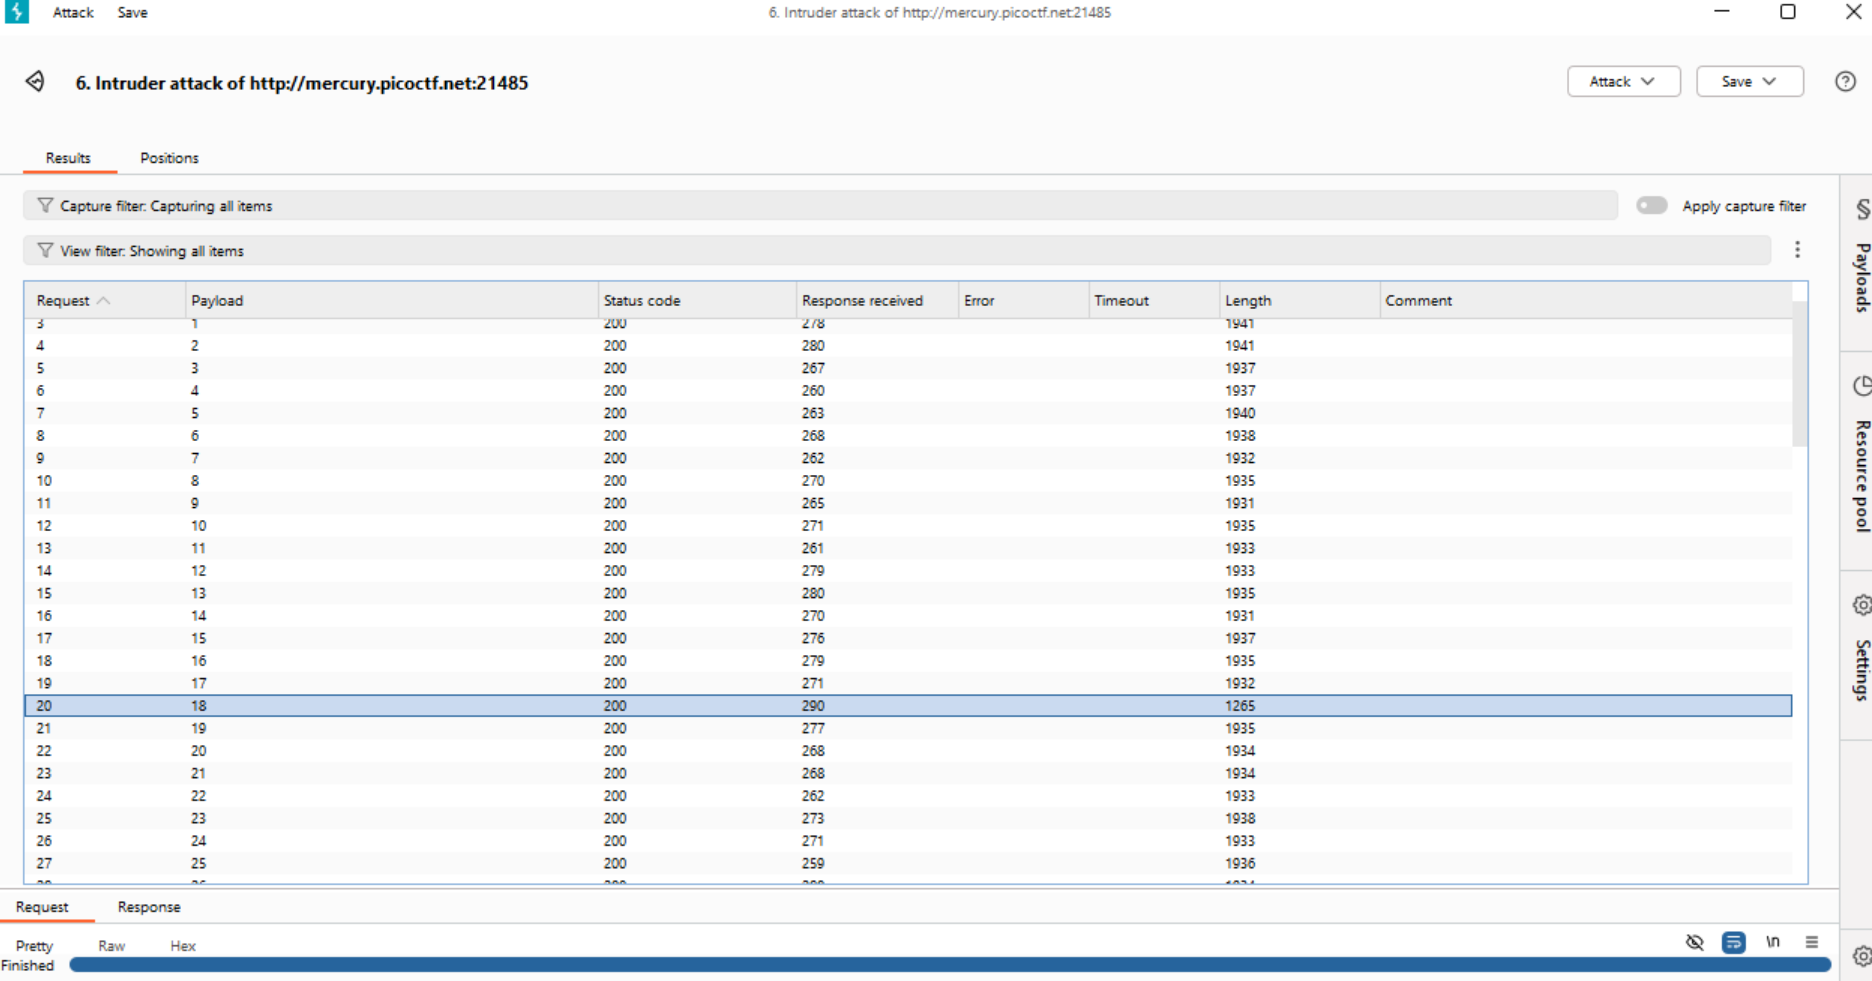 Attack Save 6. Intruder attack of http://mercury.picoctf.net:21485
6. Intruder attack of http://mercury.picoctf.net:21485 Attack Save
Results Positions
Capture filter: Capturing all items Apply capture filter
View filter: Showing all items
Request Payload Status code Response received Error Timeout Length Comment
3 1 200 278 1941
4 2 200 280 1941
5 3 200 267 1937
6 4 200 260 1937
7 5 200 263 1940
8 6 200 268 1938
9 7 200 262 1932
10 8 200 270 1935
11 9 200 265 1931
12 10 200 271 1935
13 11 200 261 1933
14 12 200 279 1933
15 13 200 280 1935
16 14 200 270 1931
17 15 200 276 1937
18 16 200 279 1935
19 17 200 271 1932
20 18 200 290 1265
21 19 200 277 1935
22 20 200 268 1934
23 21 200 268 1934
24 22 200 262 1933
25 23 200 273 1938
26 24 200 271 1933
27 25 200 259 1936
Request Response
Pretty Raw Hex \n
Finished
Payloads
Resource pool
Settings